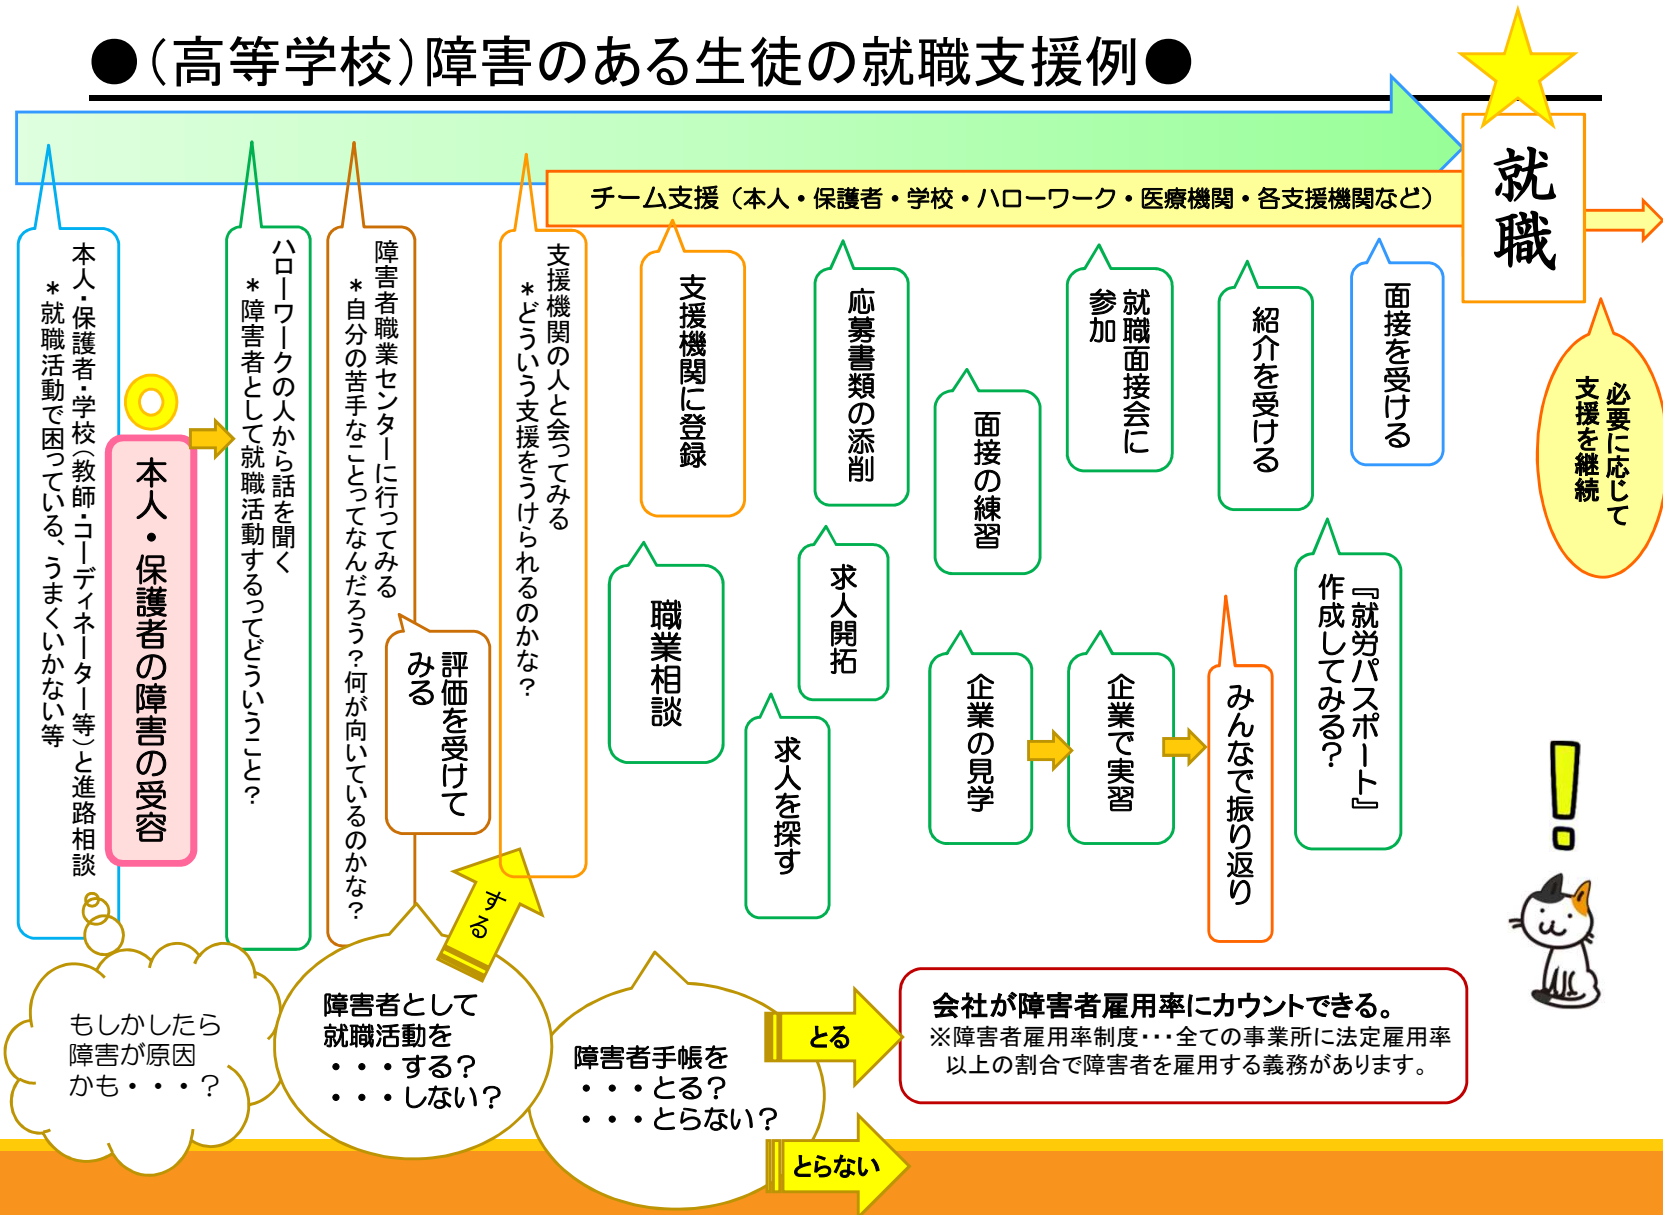 ●(高等学校)障害のある生徒の就職支援例●
チーム支援（本人・保護者・学校・ハローワーク・医療機関・各支援機関など）
就職
本人・保護者・学校（教師・コーディネーター等）と進路相談
＊就職活動で困っている、うまくいかない等
本人・保護者の障害の受容
ハローワークの人から話を聞く
＊障害者として就職活動するってどういうこと？
障害者職業センターに行ってみる
＊自分の苦手なことってなんだろう？何が向いているのかな？
評価を受けて
みる
支援機関の人と会ってみる
＊どういう支援をうけられるのかな？
支援機関に登録
職業相談
応募書類の添削
求人開拓
求人を探す
面接の練習
企業の見学
就職面接会に
参加
企業で実習
紹介を受ける
みんなで振り返り
面接を受ける
『就労パスポート』
作成してみる？
必要に応じて
支援を継続
もしかしたら
障害が原因
かも・・・？
障害者として
就職活動を
・・・する？
・・・しない？
する
障害者手帳を
・・・とる？
・・・とらない？
とる
とらない
会社が障害者雇用率にカウントできる。
※障害者雇用率制度・・・全ての事業所に法定雇用率
以上の割合で障害者を雇用する義務があります。
！